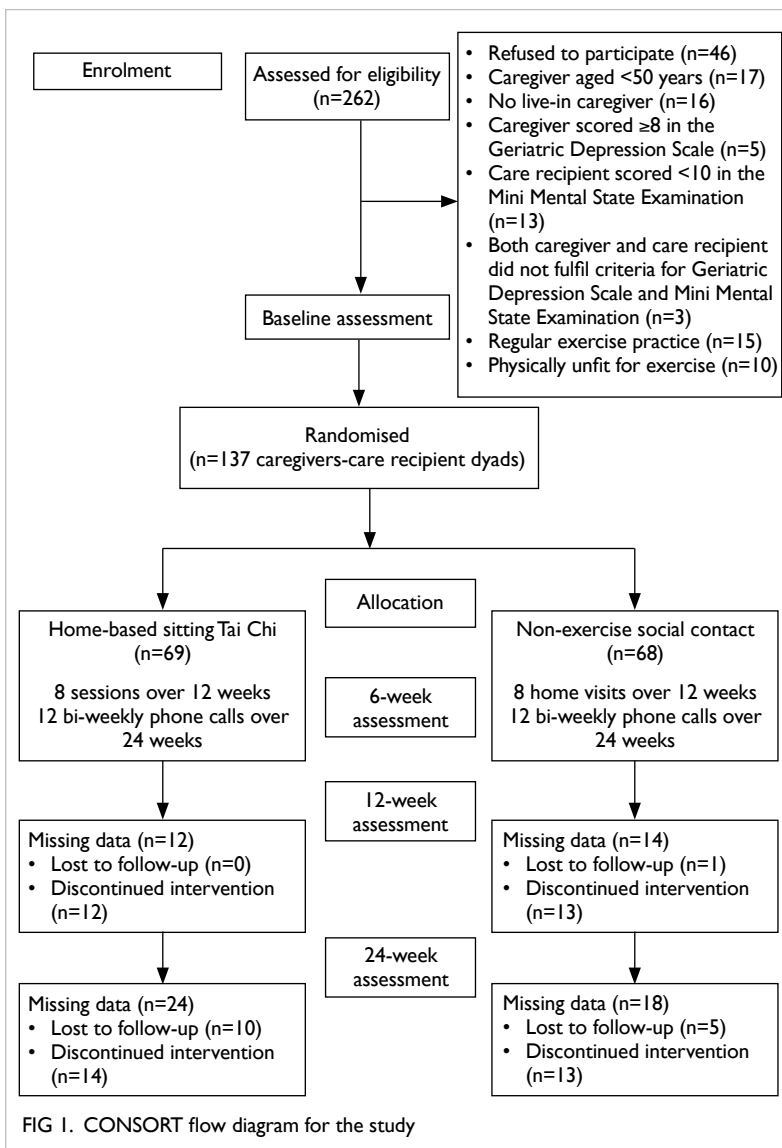 Enrolment
Assessed for eligibility
(n=262)
• Refused to participate (n=46)
• Caregiver aged <50 years (n=17)
• No live-in caregiver (n=16)
• Caregiver scored ≥8 in the
Geriatric Depression Scale (n=5)
• Care recipient scored <10 in the
Mini Mental State Examination
(n=13)
• Both caregiver and care recipient
did not fulfil criteria for Geriatric
Depression Scale and Mini Mental
State Examination (n=3)
• Regular exercise practice (n=15)
• Physically unfit for exercise (n=10)
Baseline assessment
Randomised
(n=137 caregivers-care recipient dyads)
Allocation
Home-based sitting Tai Chi
(n=69)
8 sessions over 12 weeks
12 bi-weekly phone calls over
24 weeks
Non-exercise social contact
(n=68)
8 home visits over 12 weeks
12 bi-weekly phone calls over
24 weeks
6-week
assessment
12-week
assessment
Missing data (n=12)
• Lost to follow-up (n=0)
• Discontinued intervention
(n=12)
Missing data (n=14)
• Lost to follow-up (n=1)
• Discontinued intervention
(n=13)
24-week
assessment
Missing data (n=24)
• Lost to follow-up (n=10)
• Discontinued intervention
(n=14)
Missing data (n=18)
• Lost to follow-up (n=5)
• Discontinued intervention
(n=13)
FIG 1. CONSORT flow diagram for the study